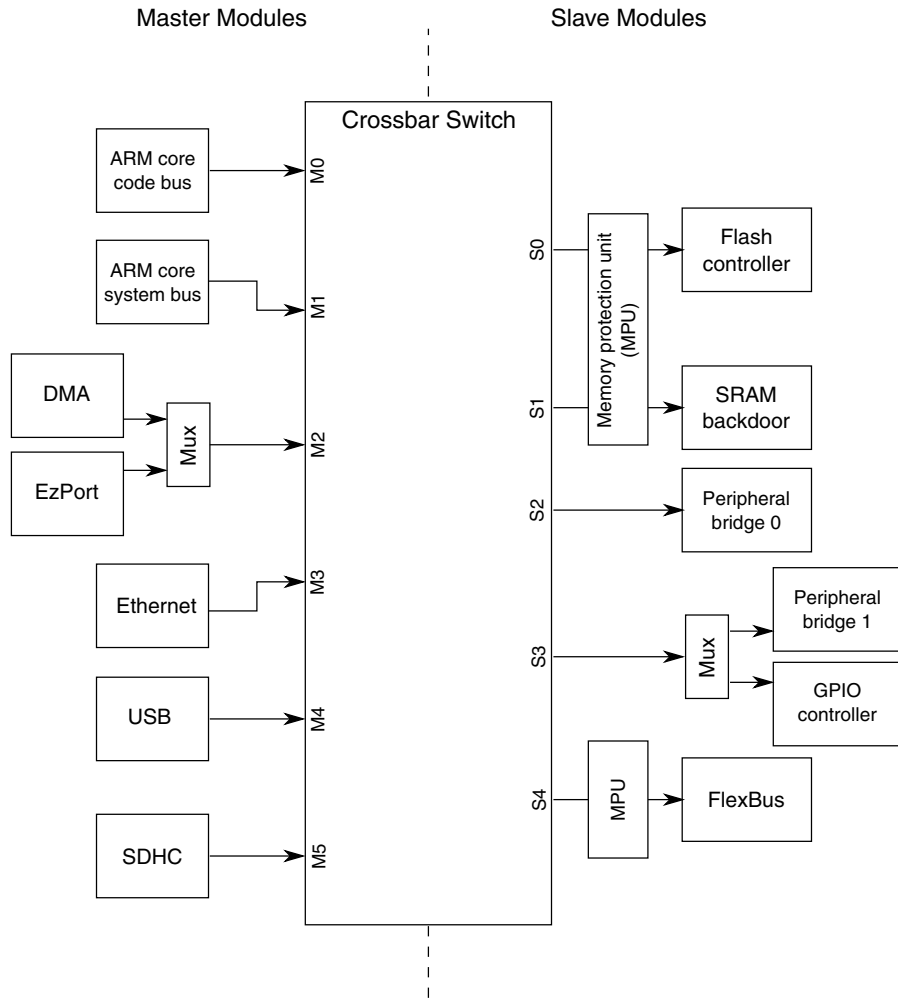 Master Modules
Slave Modules
Crossbar Switch
ARM core
code bus
M0
ARM core
system bus
M1
DMA
EzPort
Mux
M2
Ethernet
M3
USB
M4
SDHC
M5
S0
Memory protection unit
(MPU)
Flash
controller
S1
SRAM
backdoor
S2
Peripheral
bridge 0
S3
Mux
Peripheral
bridge 1
GPIO
controller
S4
MPU
FlexBus